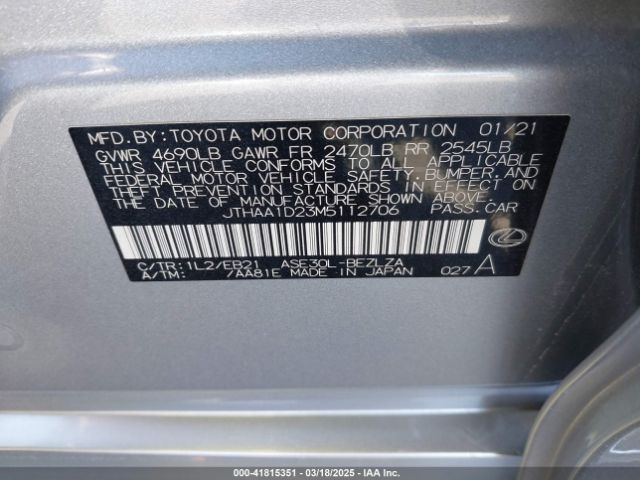 MFD.BY:TOYOTA MOTOR CORPORATION 01/21
GVWR 4690LB GAWR FR 2470LB RR 2545LB
THIS VEHICLE CONFORMS TO ALL APPLICABLE
FEDERAL MOTOR VEHICLE SAFETY,BUMPER,AND
THEFT PREVENTION STANDARDS IN EFFECT ON
THE DATE OF MANUFACTURE SHOWN ABOVE.
JTHAA1D23M5112706 PASS.CAR
C/TR:1L2/EB21 ASE30L-BEZLZA
A/TM: 7AA81E MADE IN JAPAN 027 A
000-41815351 - 03/18/2025 - IAA Inc.